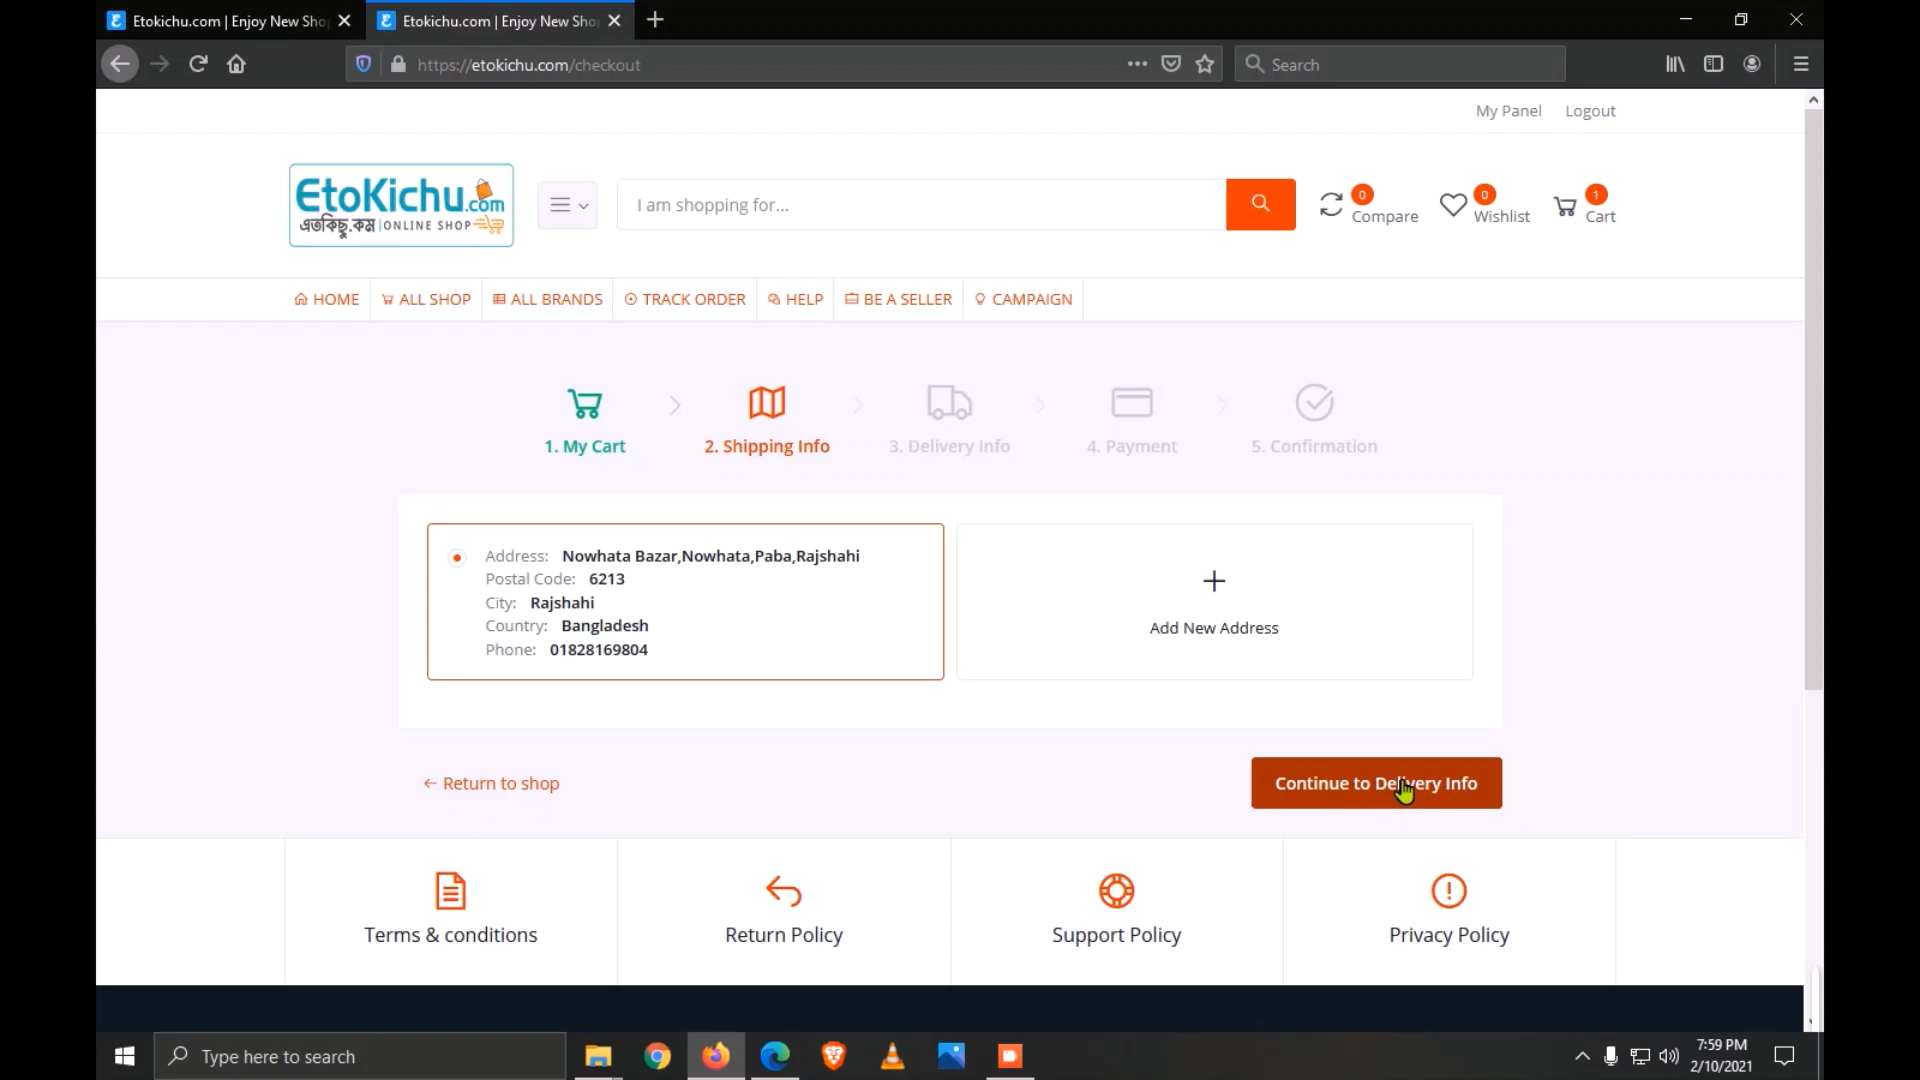 Etokichu.com | Enjoy New Sho
Etokichu.com | Enjoy New Sho
https://etokichu.com/checkout
Search
My Panel
Logout
EtoKichu.com
এতকিছু.কম | ONLINE SHOP
I am shopping for...
0
Compare
0
Wishlist
1
Cart
HOME
ALL SHOP
ALL BRANDS
TRACK ORDER
HELP
BE A SELLER
CAMPAIGN
1. My Cart
2. Shipping Info
3. Delivery Info
4. Payment
5. Confirmation
Address: Nowhata Bazar,Nowhata,Paba,Rajshahi
Postal Code: 6213
City: Rajshahi
Country: Bangladesh
Phone: 01828169804
Add New Address
Return to shop
Continue to Delivery Info
Terms & conditions
Return Policy
Support Policy
Privacy Policy
Type here to search
7:59 PM
2/10/2021